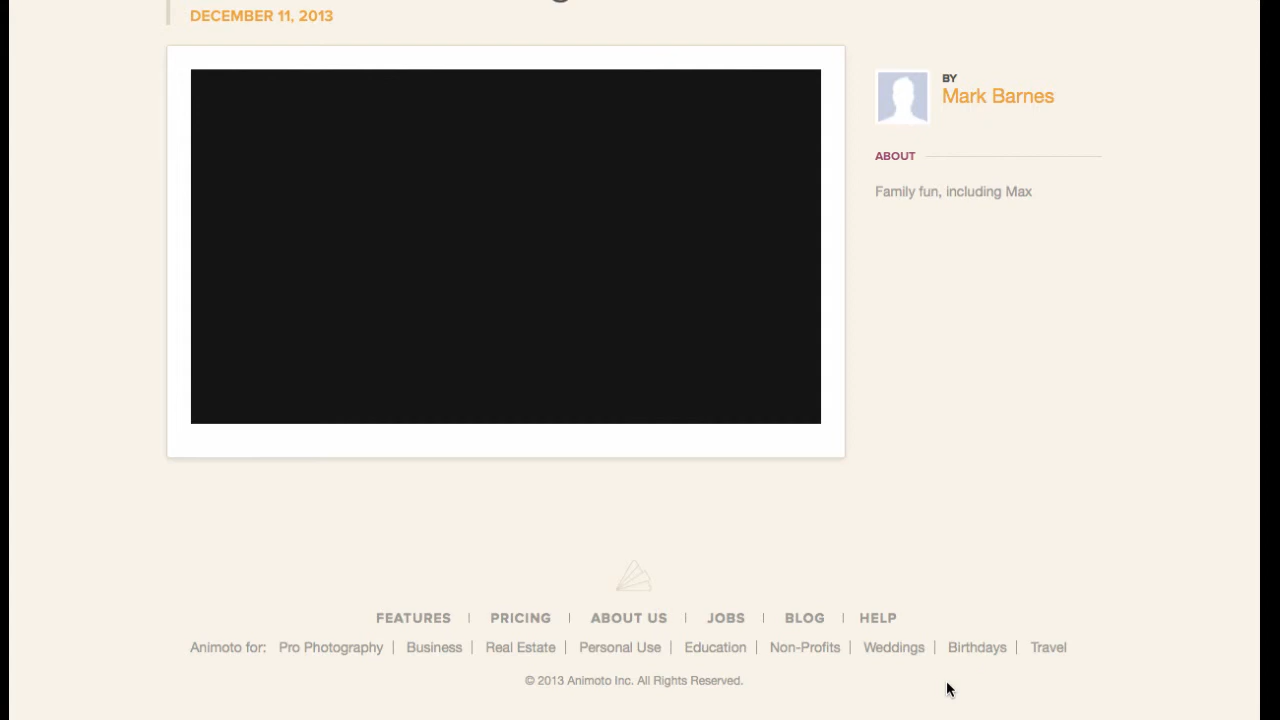 DECEMBER 11, 2013
BY
Mark Barnes
ABOUT
Family fun, including Max
FEATURES | PRICING | ABOUT US | JOBS | BLOG | HELP
Animoto for: Pro Photography | Business | Real Estate | Personal Use | Education | Non-Profits | Weddings | Birthdays | Travel
© 2013 Animoto Inc. All Rights Reserved.